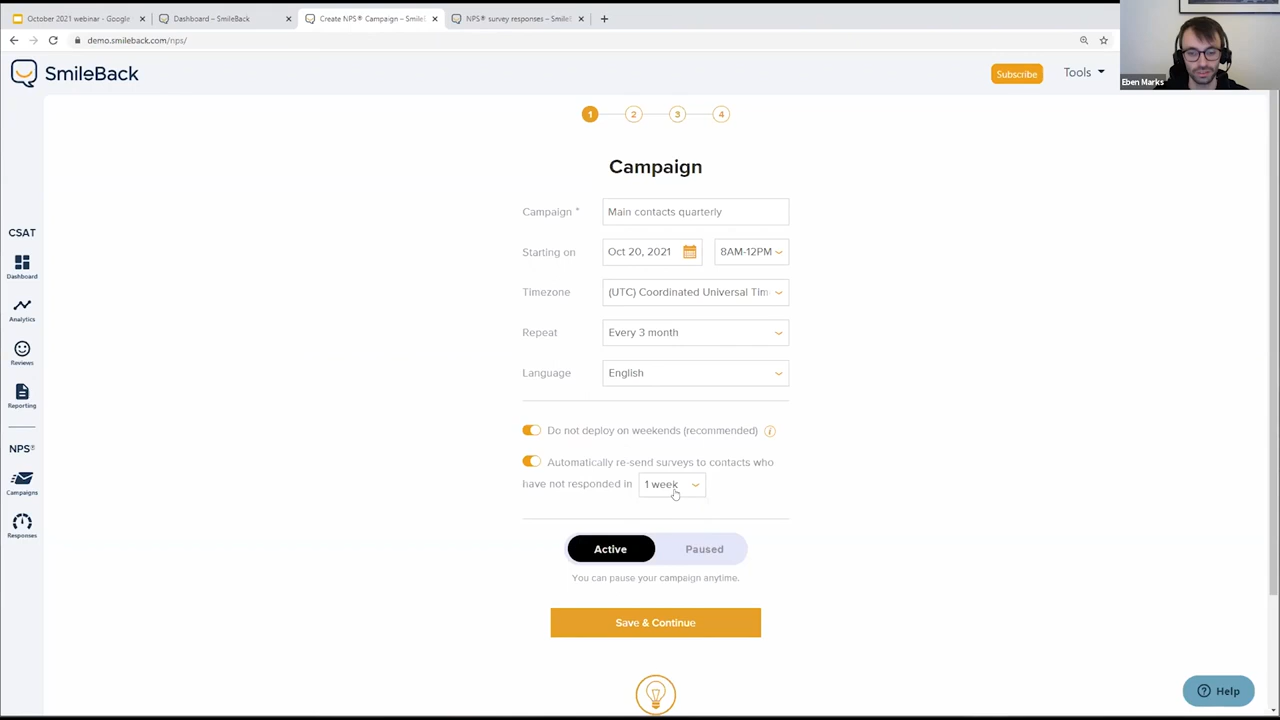 October 2021 webinar - Google
Dashboard – SmileBack
Create NPS® Campaign – Smile
NPS® survey responses – Smile
demo.smileback.com/nps/
SmileBack
Subscribe
Tools
Eben Marks
1 2 3 4
Campaign
Campaign * Main contacts quarterly
Starting on Oct 20, 2021 8AM-12PM
Timezone (UTC) Coordinated Universal Tim
Repeat Every 3 month
Language English
Do not deploy on weekends (recommended) i
Automatically re-send surveys to contacts who
have not responded in 1 week
Active Paused
You can pause your campaign anytime.
Save & Continue
CSAT
Dashboard
Analytics
Reviews
Reporting
NPS®
Campaigns
Responses
? Help